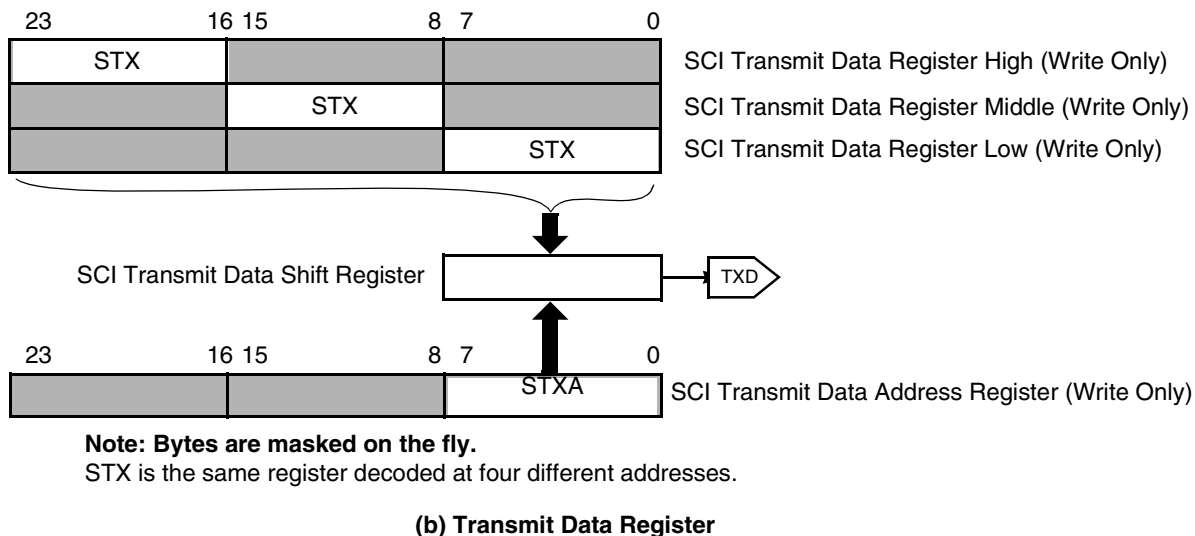 23 16 15 8 7 0
STX SCI Transmit Data Register High (Write Only)
STX SCI Transmit Data Register Middle (Write Only)
STX SCI Transmit Data Register Low (Write Only)
SCI Transmit Data Shift Register TXD
23 16 15 8 7 0
STXA SCI Transmit Data Address Register (Write Only)
Note: Bytes are masked on the fly.
STX is the same register decoded at four different addresses.
(b) Transmit Data Register